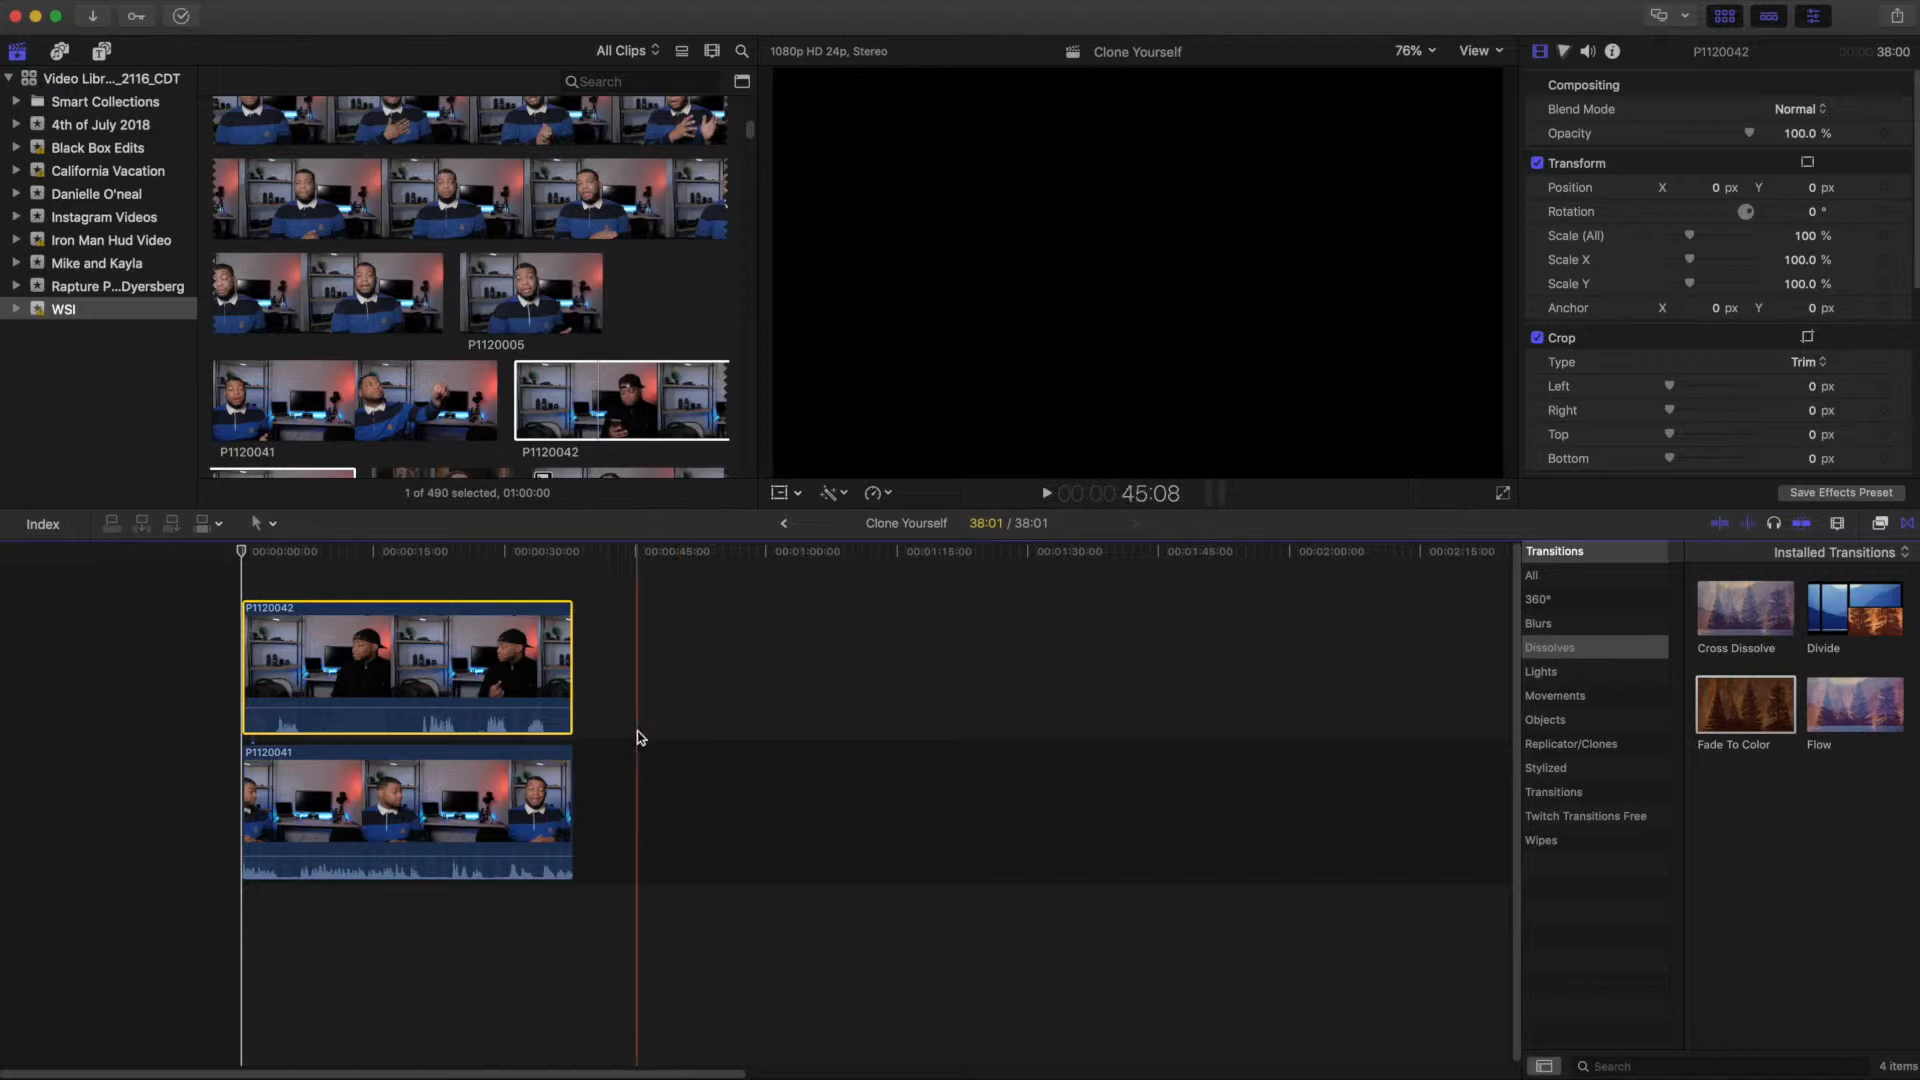 All Clips
1080p HD 24p, Stereo
Clone Yourself
76%
View
P1120042
00:00:38:00
Video Libr..._2116_CDT
Smart Collections
4th of July 2018
Black Box Edits
California Vacation
Danielle O'neal
Instagram Videos
Iron Man Hud Video
Mike and Kayla
Rapture P...Dyersberg
WSI
Search
P1120005
P1120041
P1120042
1 of 490 selected, 01:00:00
00:00:45:08
Compositing
Blend Mode
Normal
Opacity
100.0 %
Transform
Position
X
0 px
Y
0 px
Rotation
0 °
Scale (All)
100 %
Scale X
100.0 %
Scale Y
100.0 %
Anchor
X
0 px
Y
0 px
Crop
Type
Trim
Left
0 px
Right
0 px
Top
0 px
Bottom
0 px
Save Effects Preset
Index
Clone Yourself
38:01 / 38:01
00:00:00:00
00:00:15:00
00:00:30:00
00:00:45:00
00:01:00:00
00:01:15:00
00:01:30:00
00:01:45:00
00:02:00:00
00:02:15:00
P1120042
P1120041
Transitions
All
360°
Blurs
Dissolves
Lights
Movements
Objects
Replicator/Clones
Stylized
Transitions
Twitch Transitions Free
Wipes
Installed Transitions
Cross Dissolve
Divide
Fade To Color
Flow
Search
4 items